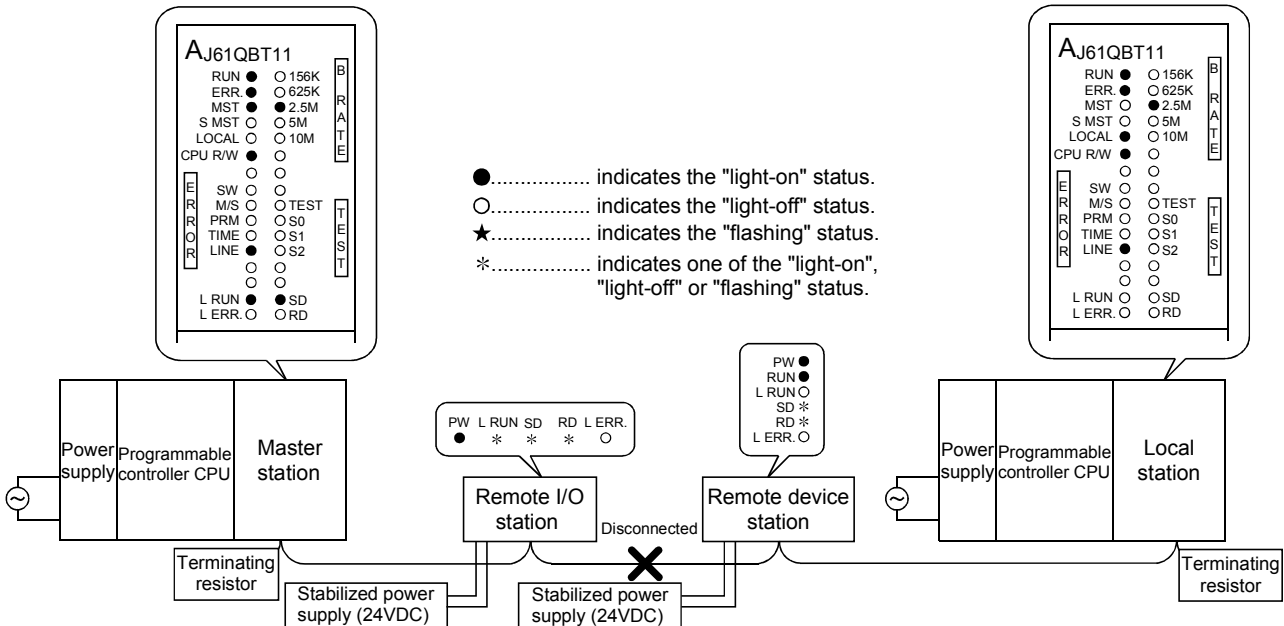 AJ61QBT11
RUN ● ○ 156K
ERR. ● ○ 625K
MST ● ● 2.5M
S MST ○ ○ 5M
LOCAL ○ ○ 10M
CPU R/W ● ○
○ ○
SW ○ ○
M/S ○ ○ TEST
PRM ○ ○ S0
TIME ○ ○ S1
LINE ● ○ S2
○ ○
○ ○
L RUN ● ● SD
L ERR. ○ ○ RD
B RATE
ERROR
TEST
●................. indicates the "light-on" status.
○................. indicates the "light-off" status.
★................. indicates the "flashing" status.
*................. indicates one of the "light-on",
"light-off" or "flashing" status.
AJ61QBT11
RUN ● ○ 156K
ERR. ● ○ 625K
MST ○ ● 2.5M
S MST ○ ○ 5M
LOCAL ● ○ 10M
CPU R/W ● ○
○ ○
SW ○ ○
M/S ○ ○ TEST
PRM ○ ○ S0
TIME ○ ○ S1
LINE ● ○ S2
○ ○
○ ○
L RUN ○ ○ SD
L ERR. ○ ○ RD
B RATE
ERROR
TEST
PW L RUN SD RD L ERR.
● * * * ○
PW ●
RUN ●
L RUN ○
SD *
RD *
L ERR. ○
Power
supply
Programmable
controller CPU
Master
station
Remote I/O
station
Disconnected
Remote device
station
Power
supply
Programmable
controller CPU
Local
station
Terminating
resistor
Stabilized power
supply (24VDC)
Stabilized power
supply (24VDC)
Terminating
resistor